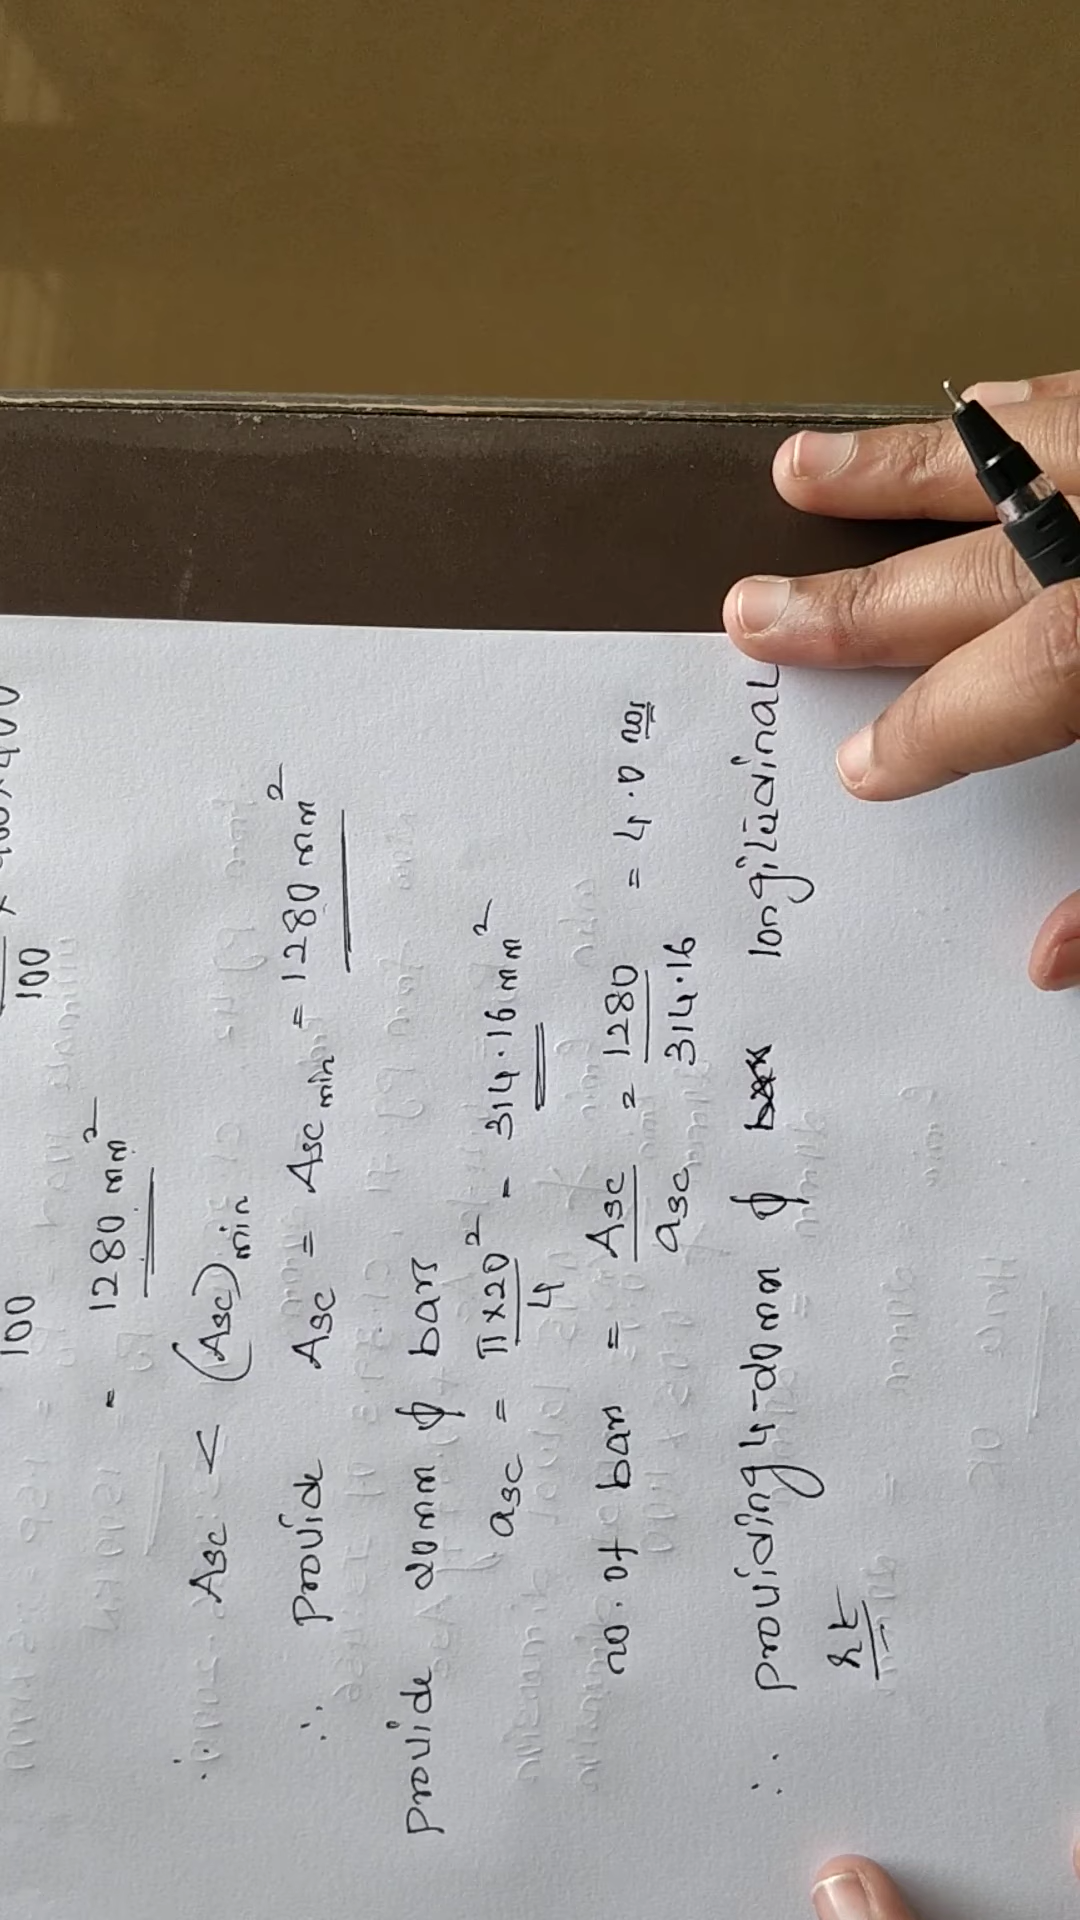 100
100
= 1280 mm²
∴ Asc < (Asc)min
∴ provide Asc = Asc min = 1280 mm²
provide 20mm ϕ bars
asc = π×20²/4 = 314.16 mm²
no. of bars = Asc/asc = 1280/314.16 = 4.0 nos
∴ providing 4-20mm ϕ longitudinal